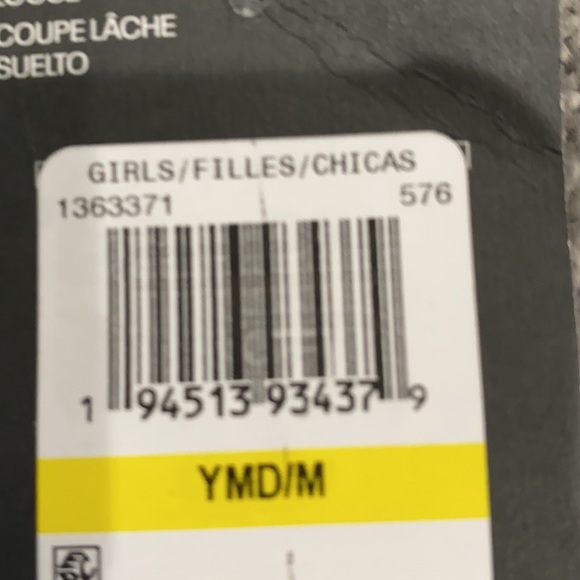 COUPE LÂCHE
SUELTO
GIRLS/FILLES/CHICAS
1363371 576
1 94513 93437 9
YMD/M